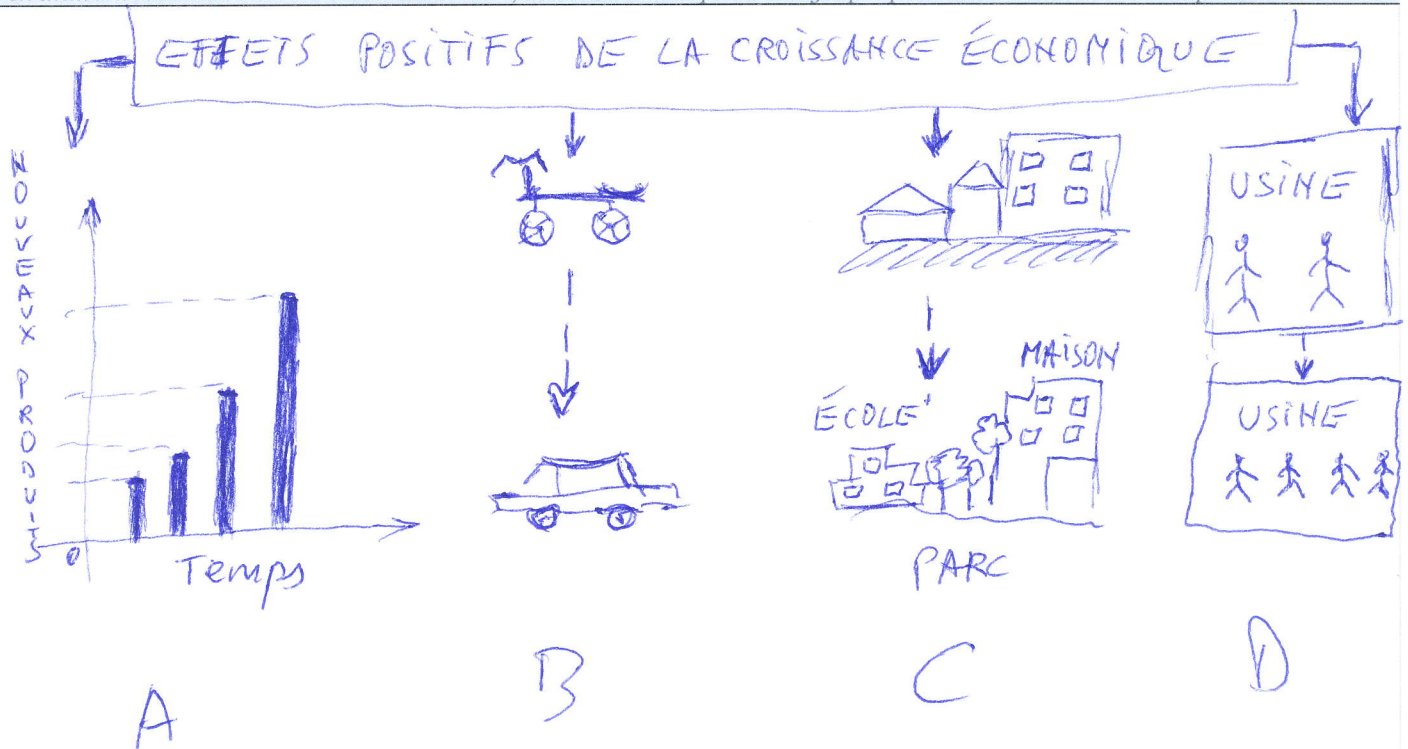 EFFETS POSITIFS DE LA CROISSANCE ÉCONOMIQUE
NOUVEAUX PRODUITS
0
Temps
A
B
ÉCOLE
MAISON
PARC
C
USINE
USINE
D